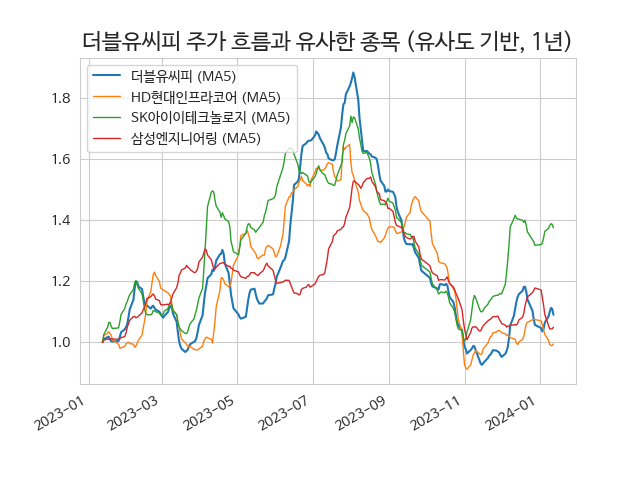 더블유씨피 주가 흐름과 유사한 종목 (유사도 기반, 1년)
더블유씨피 (MA5)
HD현대인프라코어 (MA5)
SK아이이테크놀로지 (MA5)
삼성엔지니어링 (MA5)
1.8
1.6
1.4
1.2
1.0
2023-01
2023-03
2023-05
2023-07
2023-09
2023-11
2024-01